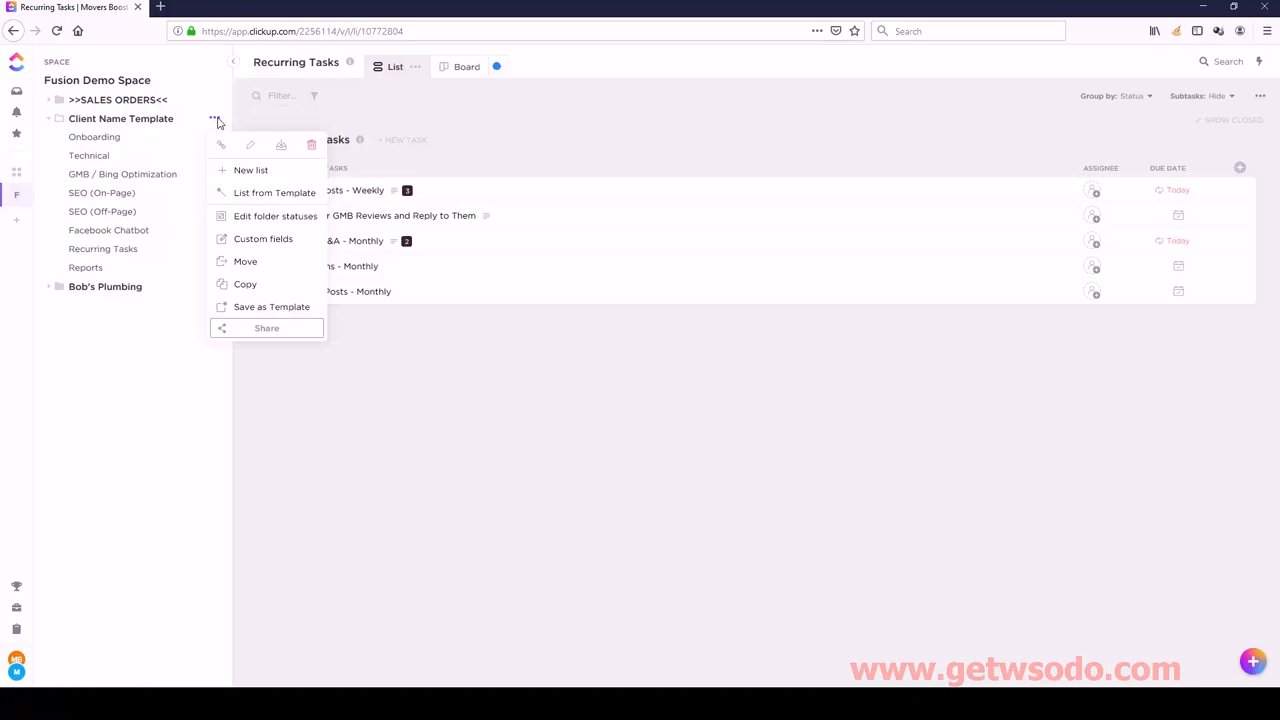 Recurring Tasks | Movers Boost
https://app.clickup.com/2256114/v/l/li/10772804
Search
SPACE
Fusion Demo Space
>>SALES ORDERS<<
Client Name Template
Onboarding
Technical
GMB / Bing Optimization
SEO (On-Page)
SEO (Off-Page)
Facebook Chatbot
Recurring Tasks
Reports
Bob's Plumbing
F
MB
M
New list
List from Template
Edit folder statuses
Custom fields
Move
Copy
Save as Template
Share
Recurring Tasks
List
Board
Search
Filter...
Group by: Status
Subtasks: Hide
SHOW CLOSED
asks
+ NEW TASK
TASKS
ASSIGNEE
DUE DATE
osts - Weekly 3
Today
r GMB Reviews and Reply to Them
&A - Monthly 2
Today
ns - Monthly
Posts - Monthly
www.getwsodo.com